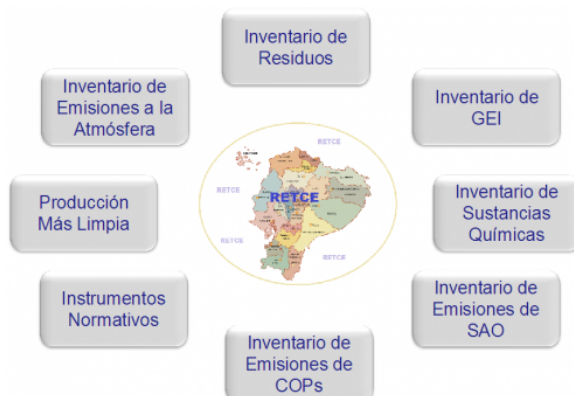 Inventario de
Residuos
Inventario de
Emisiones a la
Atmósfera
Inventario de
GEI
RETCE
RETCE
RETCE
RETCE
RETCE
Producción
Más Limpia
Inventario de
Sustancias
Químicas
Instrumentos
Normativos
Inventario de
Emisiones de
SAO
Inventario de
Emisiones de
COPs